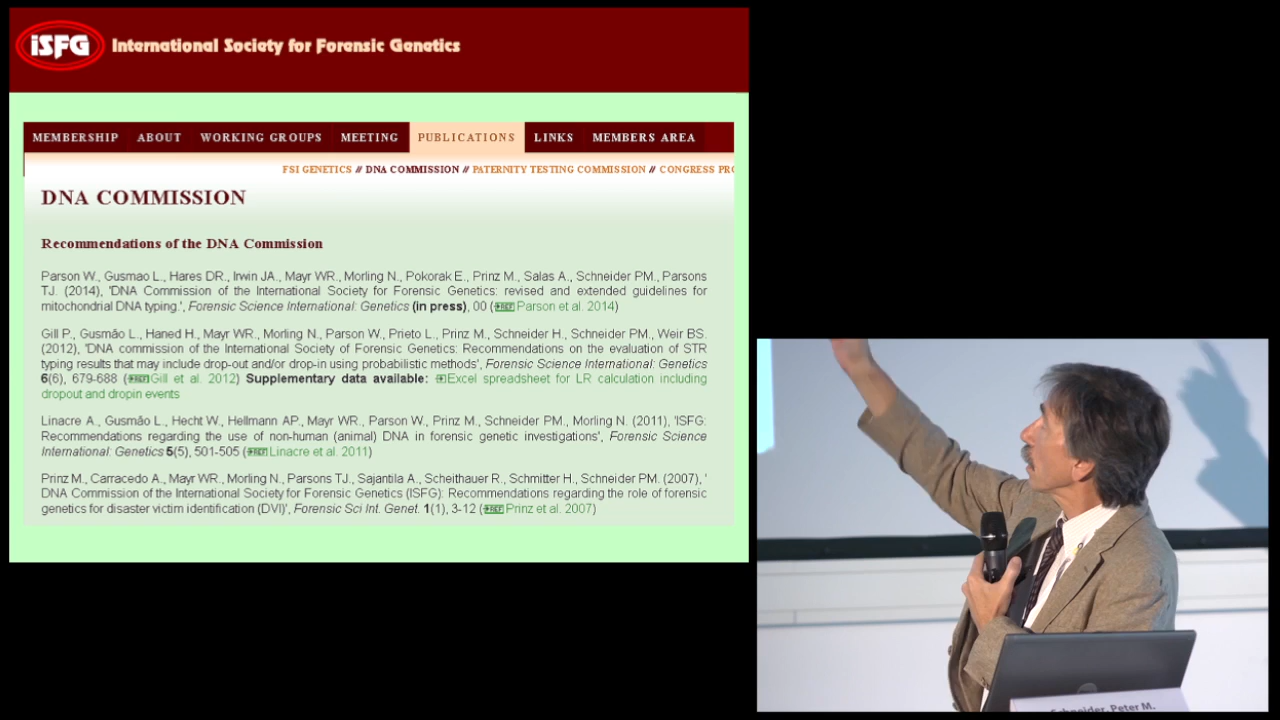 iSFG International Society for Forensic Genetics
MEMBERSHIP ABOUT WORKING GROUPS MEETING PUBLICATIONS LINKS MEMBERS AREA
FSI GENETICS // DNA COMMISSION // PATERNITY TESTING COMMISSION // CONGRESS PRO
DNA COMMISSION
Recommendations of the DNA Commission
Parson W., Gusmao L., Hares DR., Irwin JA., Mayr WR., Morling N., Pokorak E., Prinz M., Salas A., Schneider PM., Parsons
TJ. (2014), 'DNA Commission of the International Society for Forensic Genetics: revised and extended guidelines for
mitochondrial DNA typing.', Forensic Science International: Genetics (in press), 00 (Parson et al. 2014)
Gill P., Gusmão L., Haned H., Mayr WR., Morling N., Parson W., Prieto L., Prinz M., Schneider H., Schneider PM., Weir BS.
(2012), 'DNA commission of the International Society of Forensic Genetics: Recommendations on the evaluation of STR
typing results that may include drop-out and/or drop-in using probabilistic methods', Forensic Science International: Genetics
6(6), 679-688 (Gill et al. 2012) Supplementary data available: Excel spreadsheet for LR calculation including
dropout and dropin events
Linacre A., Gusmão L., Hecht W., Hellmann AP., Mayr WR., Parson W., Prinz M., Schneider PM., Morling N. (2011), 'ISFG:
Recommendations regarding the use of non-human (animal) DNA in forensic genetic investigations', Forensic Science
International: Genetics 5(5), 501-505 (Linacre et al. 2011)
Prinz M., Carracedo A., Mayr WR., Morling N., Parsons TJ., Sajantila A., Scheithauer R., Schmitter H., Schneider PM. (2007), '
DNA Commission of the International Society for Forensic Genetics (ISFG): Recommendations regarding the role of forensic
genetics for disaster victim identification (DVI)', Forensic Sci Int. Genet. 1(1), 3-12 (Prinz et al. 2007)
Schneider, Peter M.